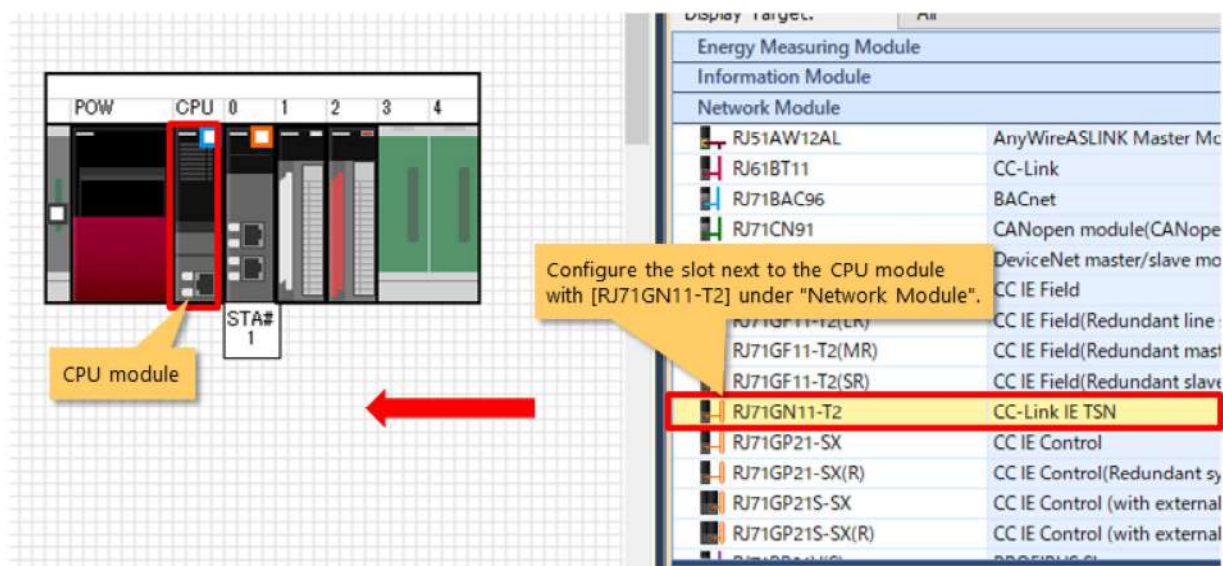 Display Target: All
Energy Measuring Module
Information Module
Network Module
POW CPU 0 1 2 3 4
RJ51AW12AL AnyWireASLINK Master Mo
RJ61BT11 CC-Link
RJ71BAC96 BACnet
RJ71CN91 CANopen module(CANope
DeviceNet master/slave mo
Configure the slot next to the CPU module
with [RJ71GN11-T2] under "Network Module".
CC IE Field
RJ71GF11-T2(LR) CC IE Field(Redundant line
STA#
1
RJ71GF11-T2(MR) CC IE Field(Redundant mast
CPU module
RJ71GF11-T2(SR) CC IE Field(Redundant slave
RJ71GN11-T2 CC-Link IE TSN
RJ71GP21-SX CC IE Control
RJ71GP21-SX(R) CC IE Control(Redundant sy
RJ71GP21S-SX CC IE Control (with external
RJ71GP21S-SX(R) CC IE Control (with external